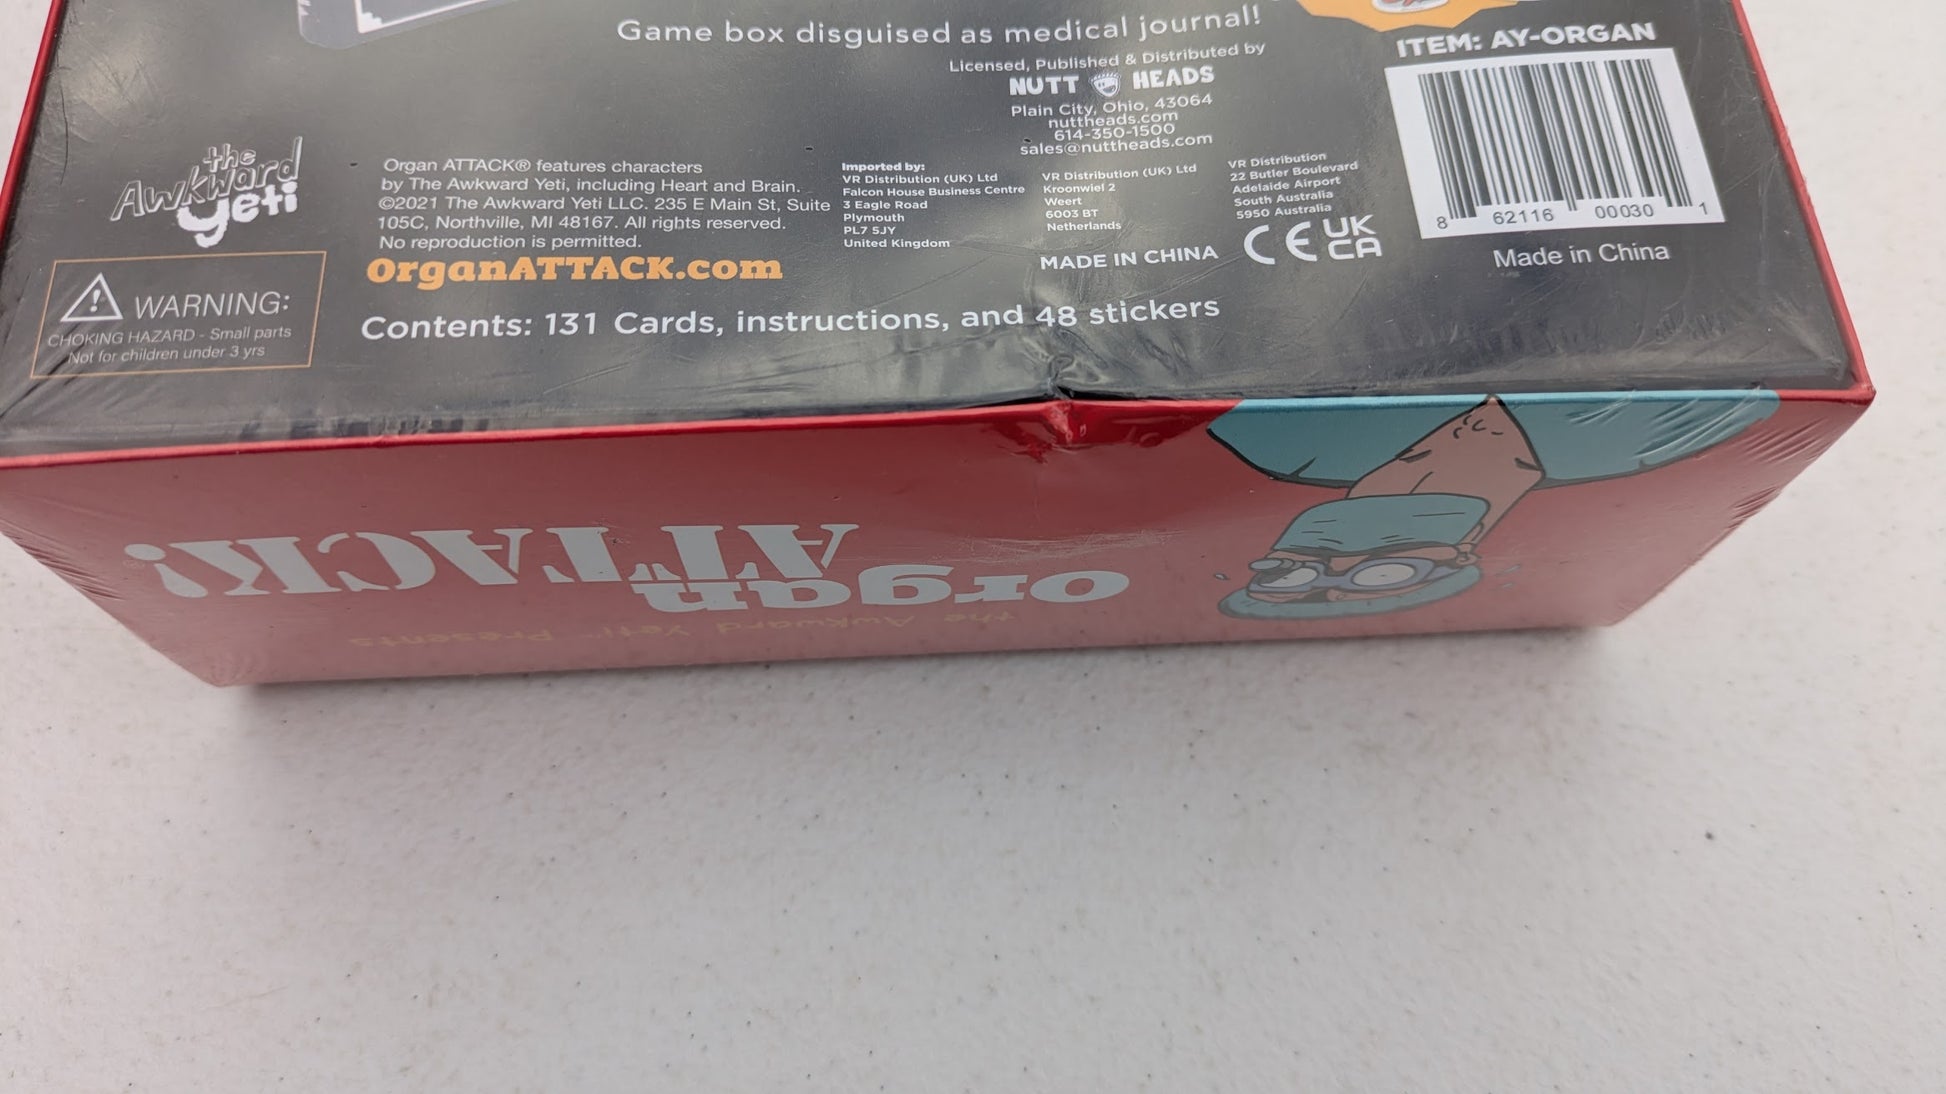 Game box disguised as medical journal!
Licensed, Published & Distributed by
NUTT HEADS
Plain City, Ohio, 43064
nuttheads.com
614-350-1500
sales@nuttheads.com
ITEM: AY-ORGAN
8 62116 00030 1
Made in China
the
Awkward
yeti
Organ ATTACK® features characters
by The Awkward Yeti, including Heart and Brain.
©2021 The Awkward Yeti LLC. 235 E Main St, Suite
105C, Northville, MI 48167. All rights reserved.
No reproduction is permitted.
OrganATTACK.com
Imported by:
VR Distribution (UK) Ltd
Falcon House Business Centre
3 Eagle Road
Plymouth
PL7 5JY
United Kingdom
VR Distribution (UK) Ltd
Kroonwiel 2
Weert
6003 BT
Netherlands
VR Distribution
22 Butler Boulevard
Adelaide Airport
South Australia
5950 Australia
MADE IN CHINA
CE
UK
CA
WARNING:
CHOKING HAZARD - Small parts
Not for children under 3 yrs
Contents: 131 Cards, instructions, and 48 stickers
the Awkward Yeti™ Presents
organ
ATTACK!